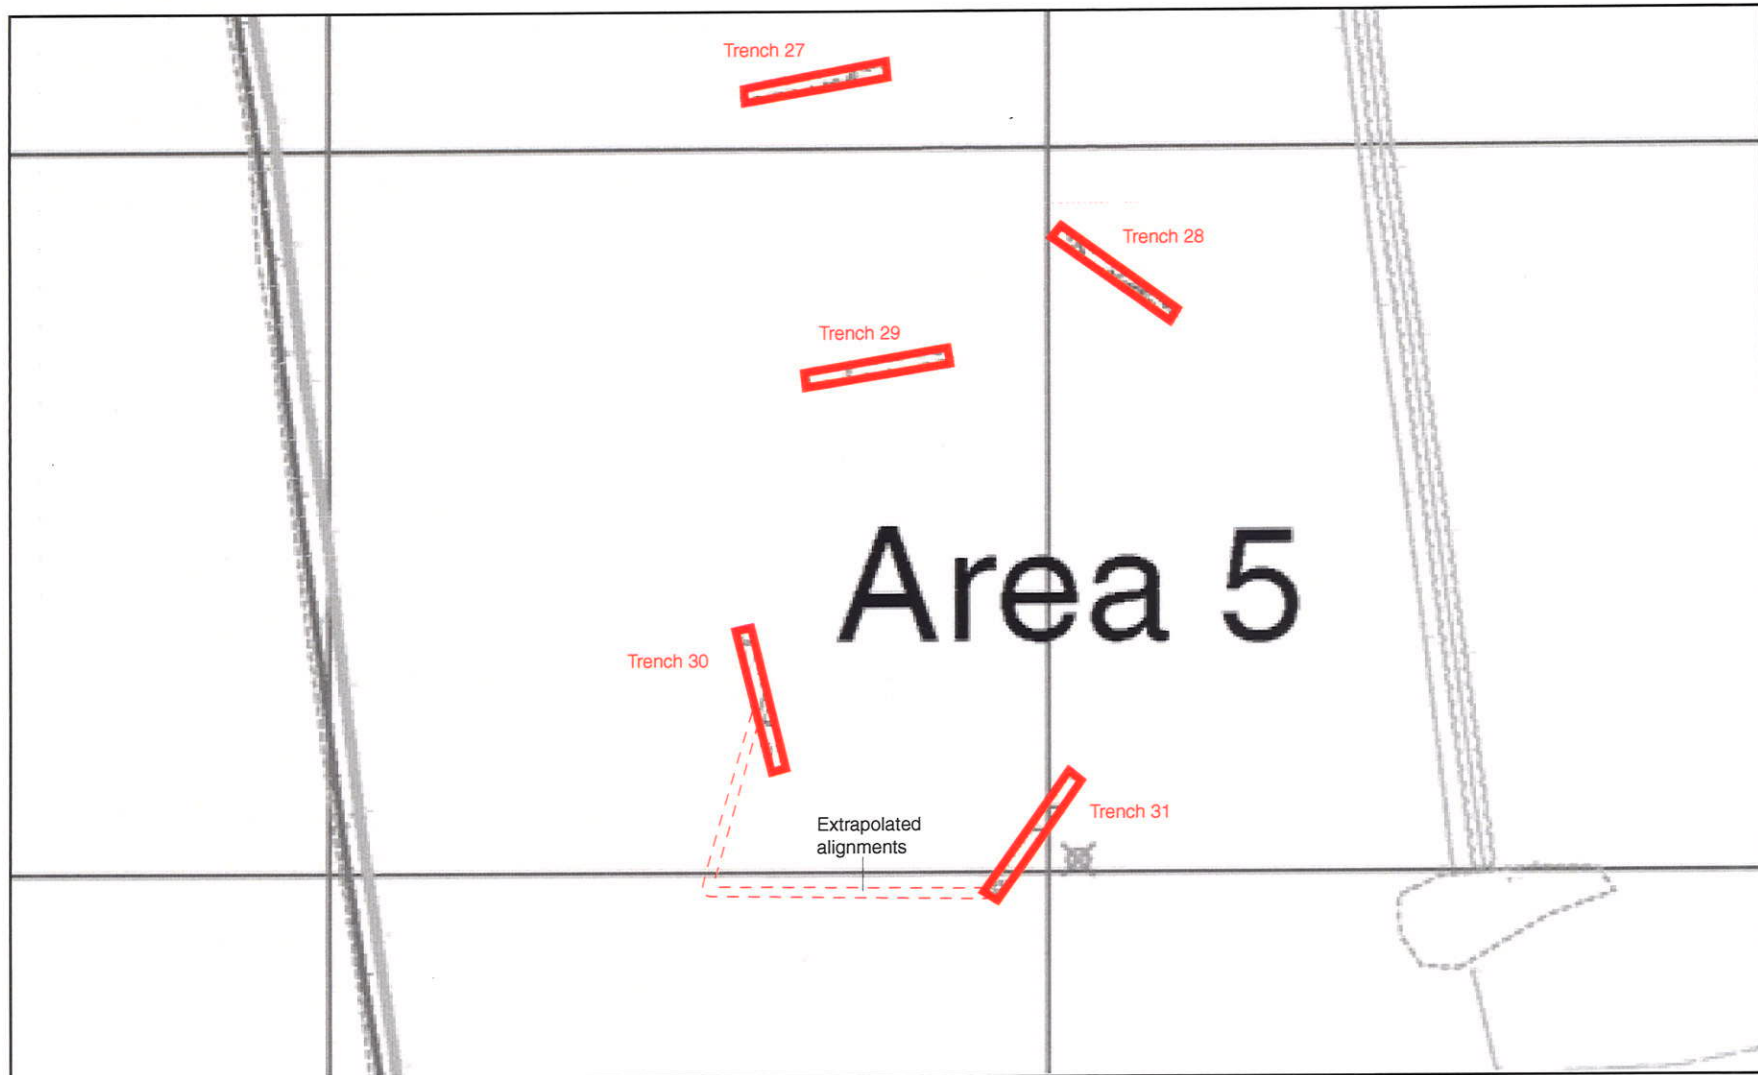 Trench 27
Trench 28
Trench 29
Area 5
Trench 30
Trench 31
Extrapolated
alignments